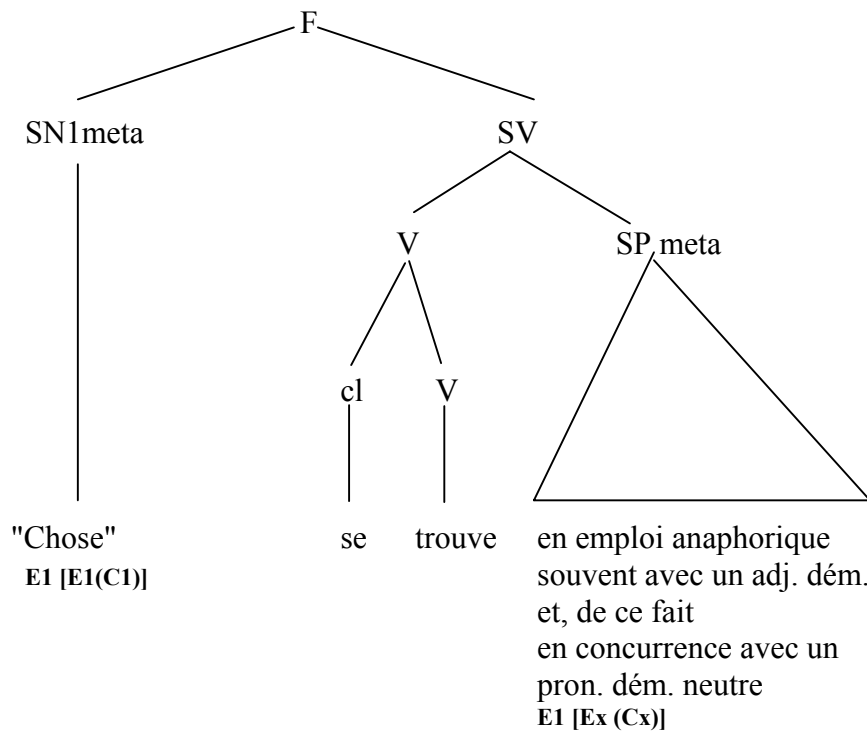 F
SN1meta SV
V SP meta
cl V
"Chose" se trouve en emploi anaphorique
E1 [E1(C1)] souvent avec un adj. dém.
et, de ce fait
en concurrence avec un
pron. dém. neutre
E1 [Ex (Cx)]